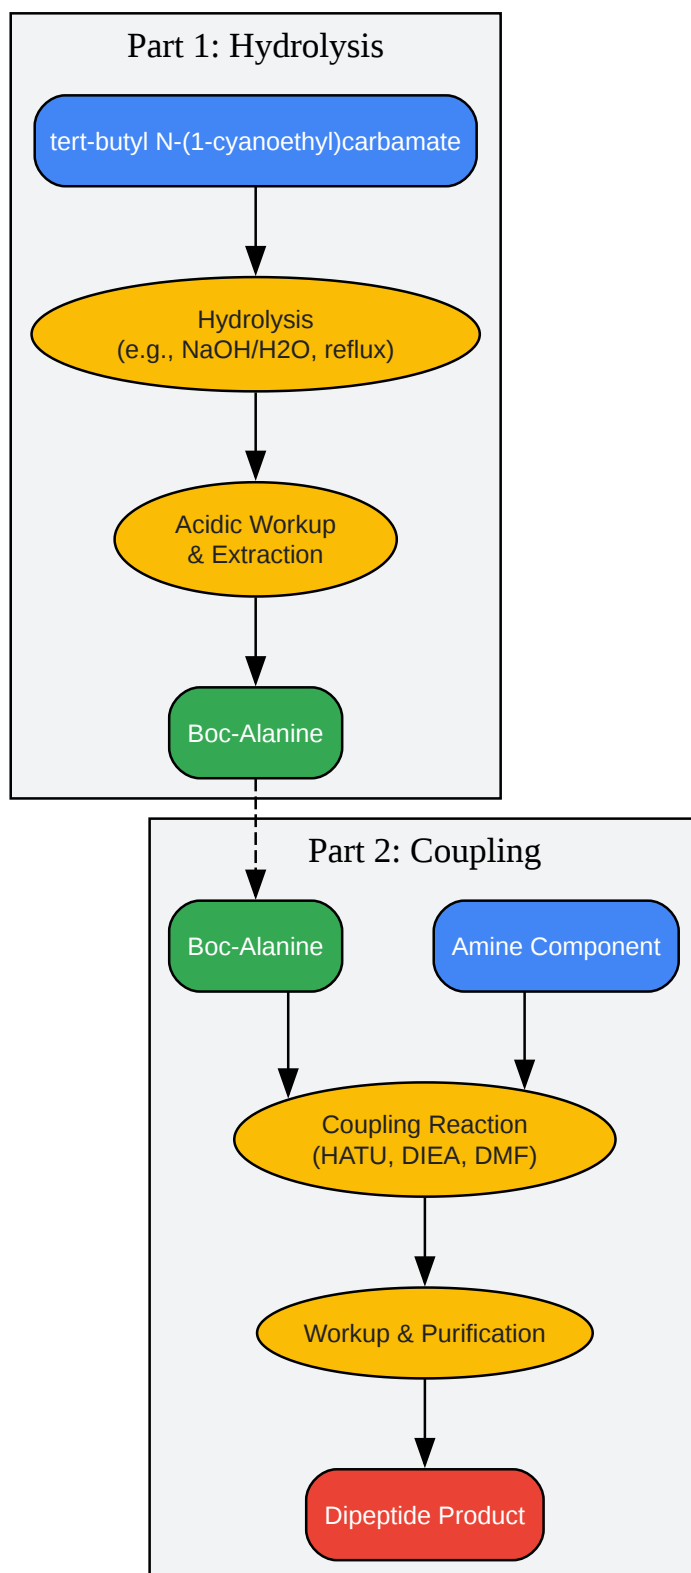 Part 1: Hydrolysis
tert-butyl N-(1-cyanoethyl)carbamate
Hydrolysis
(e.g., NaOH/H2O, reflux)
Acidic Workup
& Extraction
Boc-Alanine
Part 2: Coupling
Boc-Alanine
Amine Component
Coupling Reaction
(HATU, DIEA, DMF)
Workup & Purification
Dipeptide Product